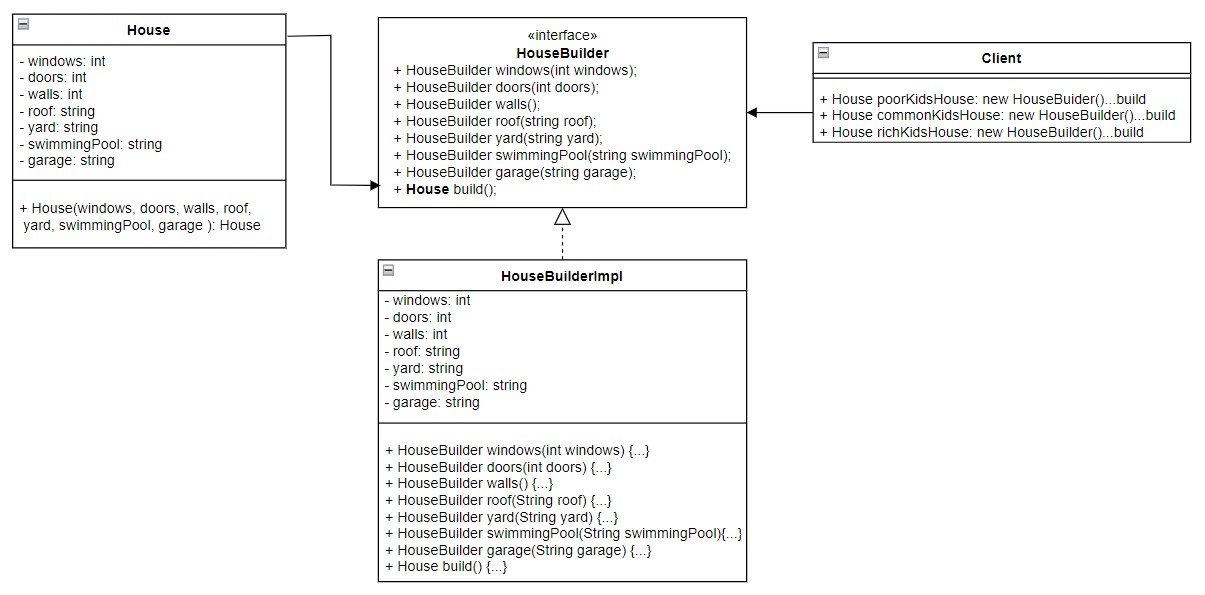 House
- windows: int
- doors: int
- walls: int
- roof: string
- yard: string
- swimmingPool: string
- garage: string
+ House(windows, doors, walls, roof,
yard, swimmingPool, garage ): House
«interface»
HouseBuilder
+ HouseBuilder windows(int windows);
+ HouseBuilder doors(int doors);
+ HouseBuilder walls();
+ HouseBuilder roof(string roof);
+ HouseBuilder yard(string yard);
+ HouseBuilder swimmingPool(string swimmingPool);
+ HouseBuilder garage(string garage);
+ House build();
Client
+ House poorKidsHouse: new HouseBuider()...build
+ House commonKidsHouse: new HouseBuilder()...build
+ House richKidsHouse: new HouseBuilder()...build
HouseBuilderImpl
- windows: int
- doors: int
- walls: int
- roof: string
- yard: string
- swimmingPool: string
- garage: string
+ HouseBuilder windows(int windows) {...}
+ HouseBuilder doors(int doors) {...}
+ HouseBuilder walls() {...}
+ HouseBuilder roof(String roof) {...}
+ HouseBuilder yard(String yard) {...}
+ HouseBuilder swimmingPool(String swimmingPool){...}
+ HouseBuilder garage(String garage) {...}
+ House build() {...}